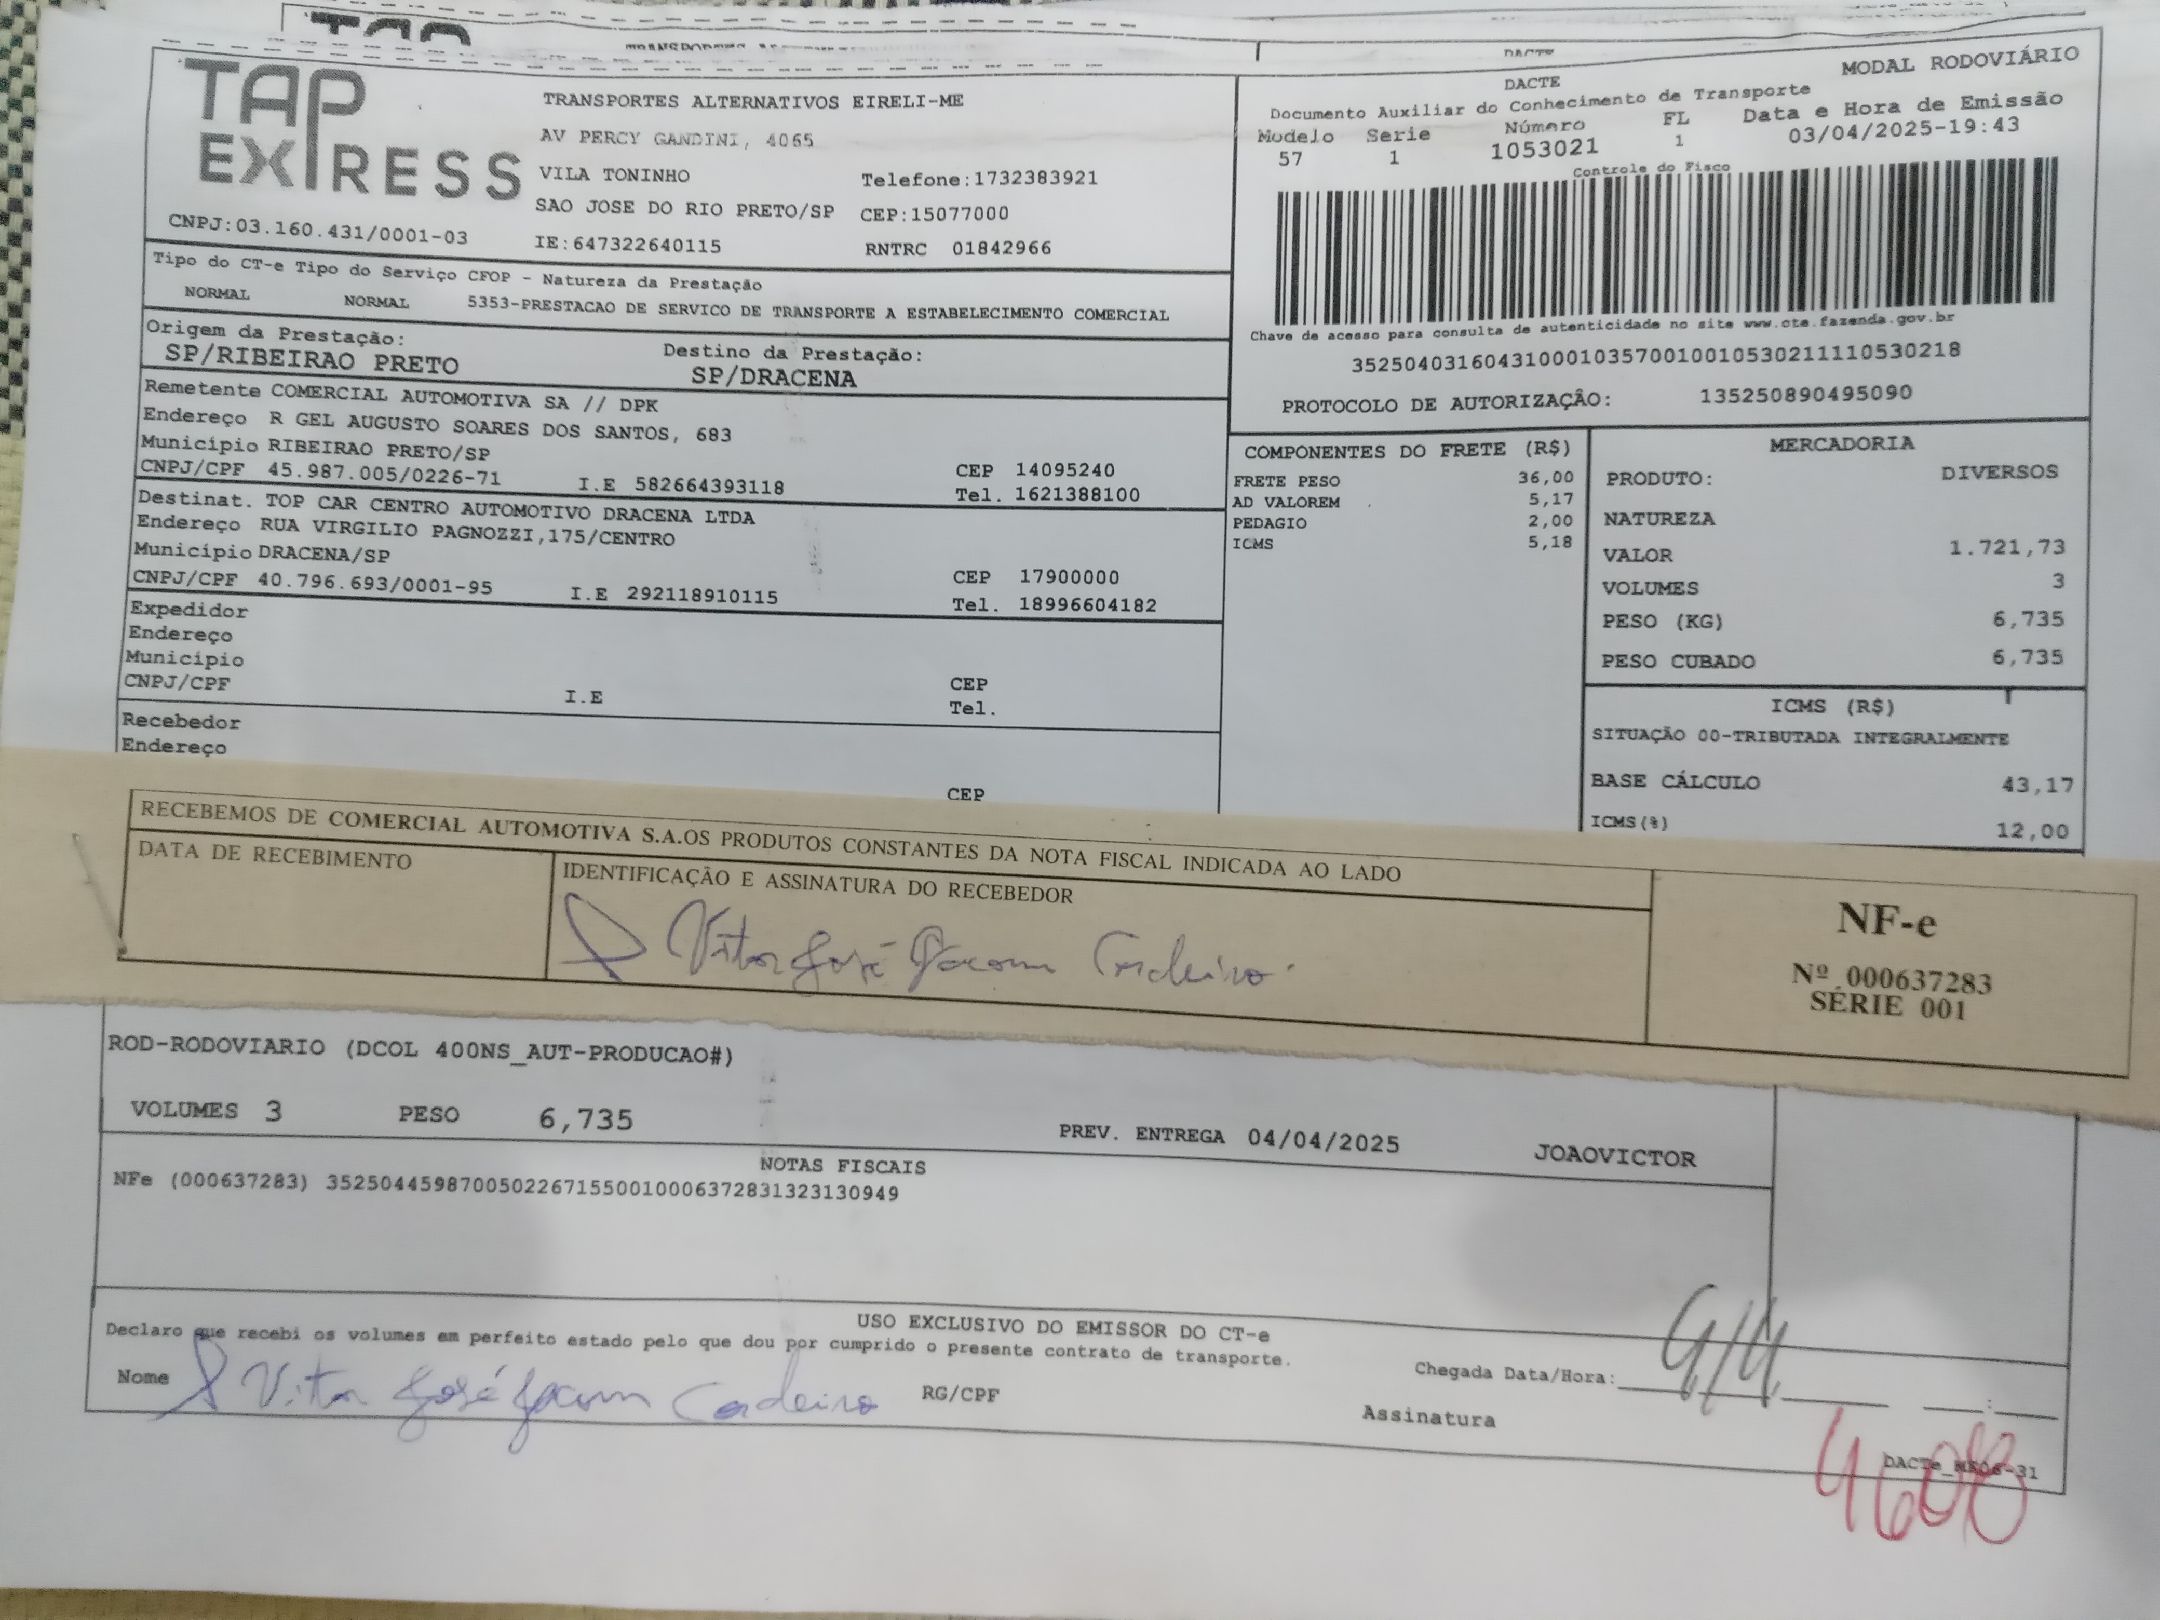 DACTE
TAP EXPRESS
TRANSPORTES ALTERNATIVOS EIRELI-ME
AV PERCY GANDINI, 4065
VILA TONINHO Telefone:1732383921
SAO JOSE DO RIO PRETO/SP CEP:15077000
CNPJ:03.160.431/0001-03 IE:647322640115 RNTRC 01842966
DACTE MODAL RODOVIÁRIO
Documento Auxiliar do Conhecimento de Transporte
Modelo Serie Número FL Data e Hora de Emissão
57 1 1053021 1 03/04/2025-19:43
Controle do Fisco
Chave de acesso para consulta de autenticidade no site www.cte.fazenda.gov.br
35250403160431000103570010010530211110530218
PROTOCOLO DE AUTORIZAÇÃO: 135250890495090
Tipo do CT-e Tipo do Serviço CFOP - Natureza da Prestação
NORMAL NORMAL 5353-PRESTACAO DE SERVICO DE TRANSPORTE A ESTABELECIMENTO COMERCIAL
Origem da Prestação: Destino da Prestação:
SP/RIBEIRAO PRETO SP/DRACENA
Remetente COMERCIAL AUTOMOTIVA SA // DPK
Endereço R GEL AUGUSTO SOARES DOS SANTOS, 683
Município RIBEIRAO PRETO/SP CEP 14095240
CNPJ/CPF 45.987.005/0226-71 I.E 582664393118 Tel. 1621388100
Destinat. TOP CAR CENTRO AUTOMOTIVO DRACENA LTDA
Endereço RUA VIRGILIO PAGNOZZI,175/CENTRO
Município DRACENA/SP CEP 17900000
CNPJ/CPF 40.796.693/0001-95 I.E 292118910115 Tel. 18996604182
Expedidor
Endereço
Município CEP
CNPJ/CPF I.E Tel.
Recebedor
Endereço
CEP
COMPONENTES DO FRETE (R$)
FRETE PESO 36,00
AD VALOREM 5,17
PEDAGIO 2,00
ICMS 5,18
MERCADORIA
PRODUTO: DIVERSOS
NATUREZA
VALOR 1.721,73
VOLUMES 3
PESO (KG) 6,735
PESO CUBADO 6,735
ICMS (R$)
SITUAÇÃO 00-TRIBUTADA INTEGRALMENTE
BASE CÁLCULO 43,17
ICMS(%) 12,00
RECEBEMOS DE COMERCIAL AUTOMOTIVA S.A.OS PRODUTOS CONSTANTES DA NOTA FISCAL INDICADA AO LADO
DATA DE RECEBIMENTO IDENTIFICAÇÃO E ASSINATURA DO RECEBEDOR
Vitor José Jacom Cordeiro
NF-e
Nº 000637283
SÉRIE 001
ROD-RODOVIARIO (DCOL 400NS_AUT-PRODUCAO#)
VOLUMES 3 PESO 6,735 PREV. ENTREGA 04/04/2025 JOAOVICTOR
NOTAS FISCAIS
NFe (000637283) 35250445987005022671550010006372831323130949
USO EXCLUSIVO DO EMISSOR DO CT-e
Declaro que recebi os volumes em perfeito estado pelo que dou por cumprido o presente contrato de transporte.
Nome Vitor José Jacom Cordeiro RG/CPF
Chegada Data/Hora: 4/4 :
Assinatura
4608